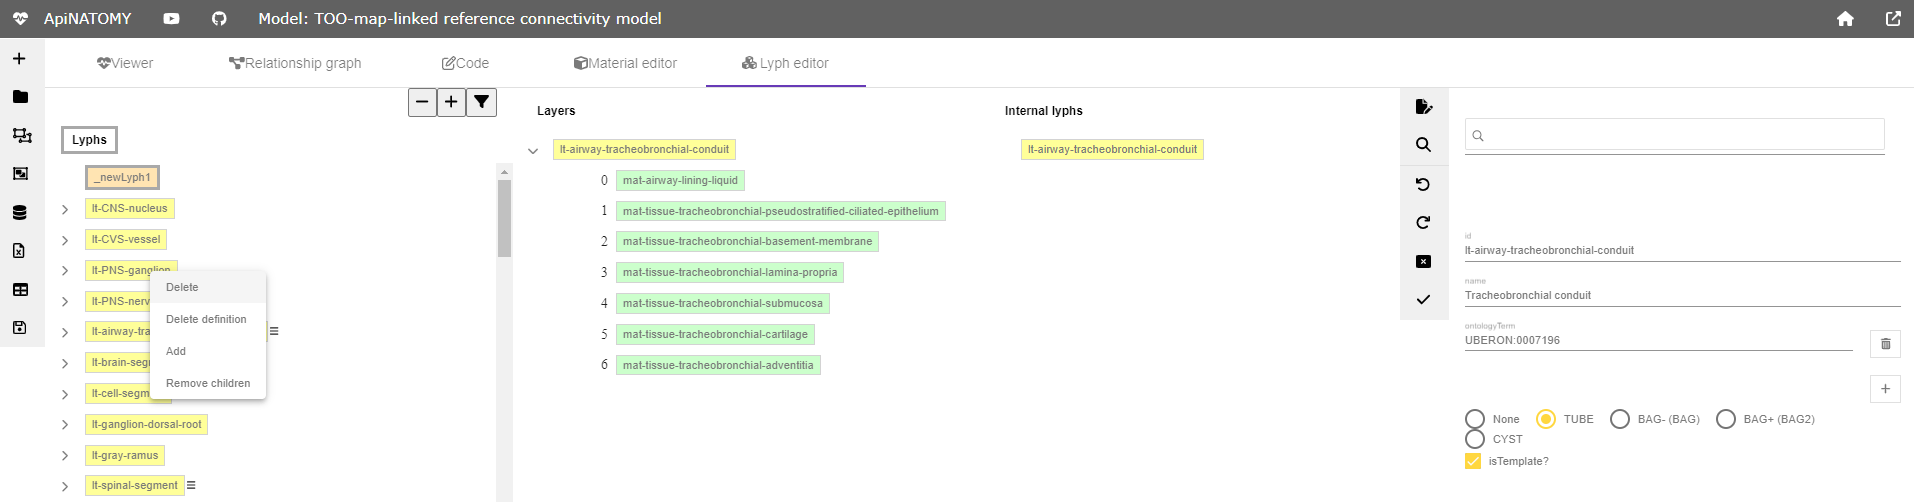 ApiNATOMY Model: TOO-map-linked reference connectivity model
Viewer Relationship graph Code Material editor Lyph editor
Lyphs
_newLyph1
lt-CNS-nucleus
lt-CVS-vessel
lt-PNS-ganglion
lt-PNS-nerv
lt-airway-tra
lt-brain-seg
lt-cell-segm
lt-ganglion-dorsal-root
lt-gray-ramus
lt-spinal-segment
Delete
Delete definition
Add
Remove children
Layers
lt-airway-tracheobronchial-conduit
0 mat-airway-lining-liquid
1 mat-tissue-tracheobronchial-pseudostratified-ciliated-epithelium
2 mat-tissue-tracheobronchial-basement-membrane
3 mat-tissue-tracheobronchial-lamina-propria
4 mat-tissue-tracheobronchial-submucosa
5 mat-tissue-tracheobronchial-cartilage
6 mat-tissue-tracheobronchial-adventitia
Internal lyphs
lt-airway-tracheobronchial-conduit
id
lt-airway-tracheobronchial-conduit
name
Tracheobronchial conduit
ontologyTerm
UBERON:0007196
None TUBE BAG- (BAG) BAG+ (BAG2)
CYST
isTemplate?